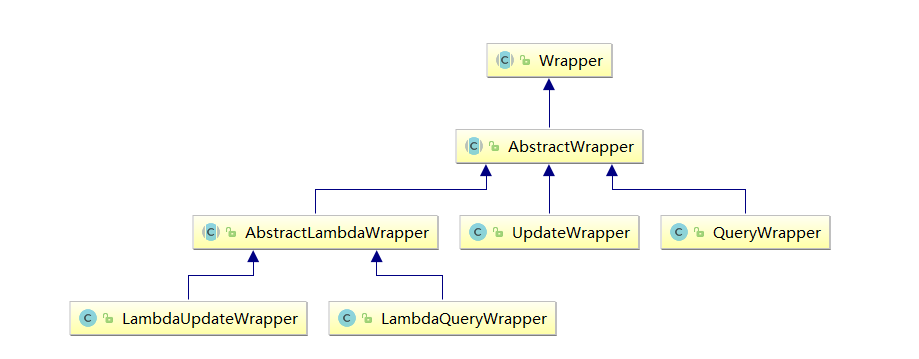 C Wrapper
C AbstractWrapper
C AbstractLambdaWrapper
C UpdateWrapper
C QueryWrapper
C LambdaUpdateWrapper
C LambdaQueryWrapper